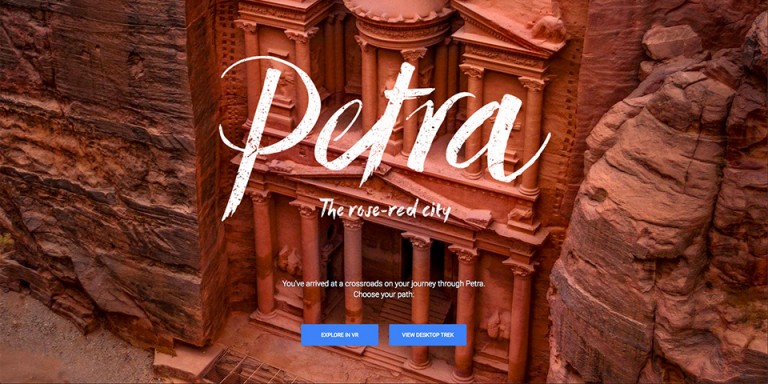 Petra
The rose-red city
You've arrived at a crossroads on your journey through Petra.
Choose your path:
EXPLORE IN VR
VIEW DESKTOP TREK